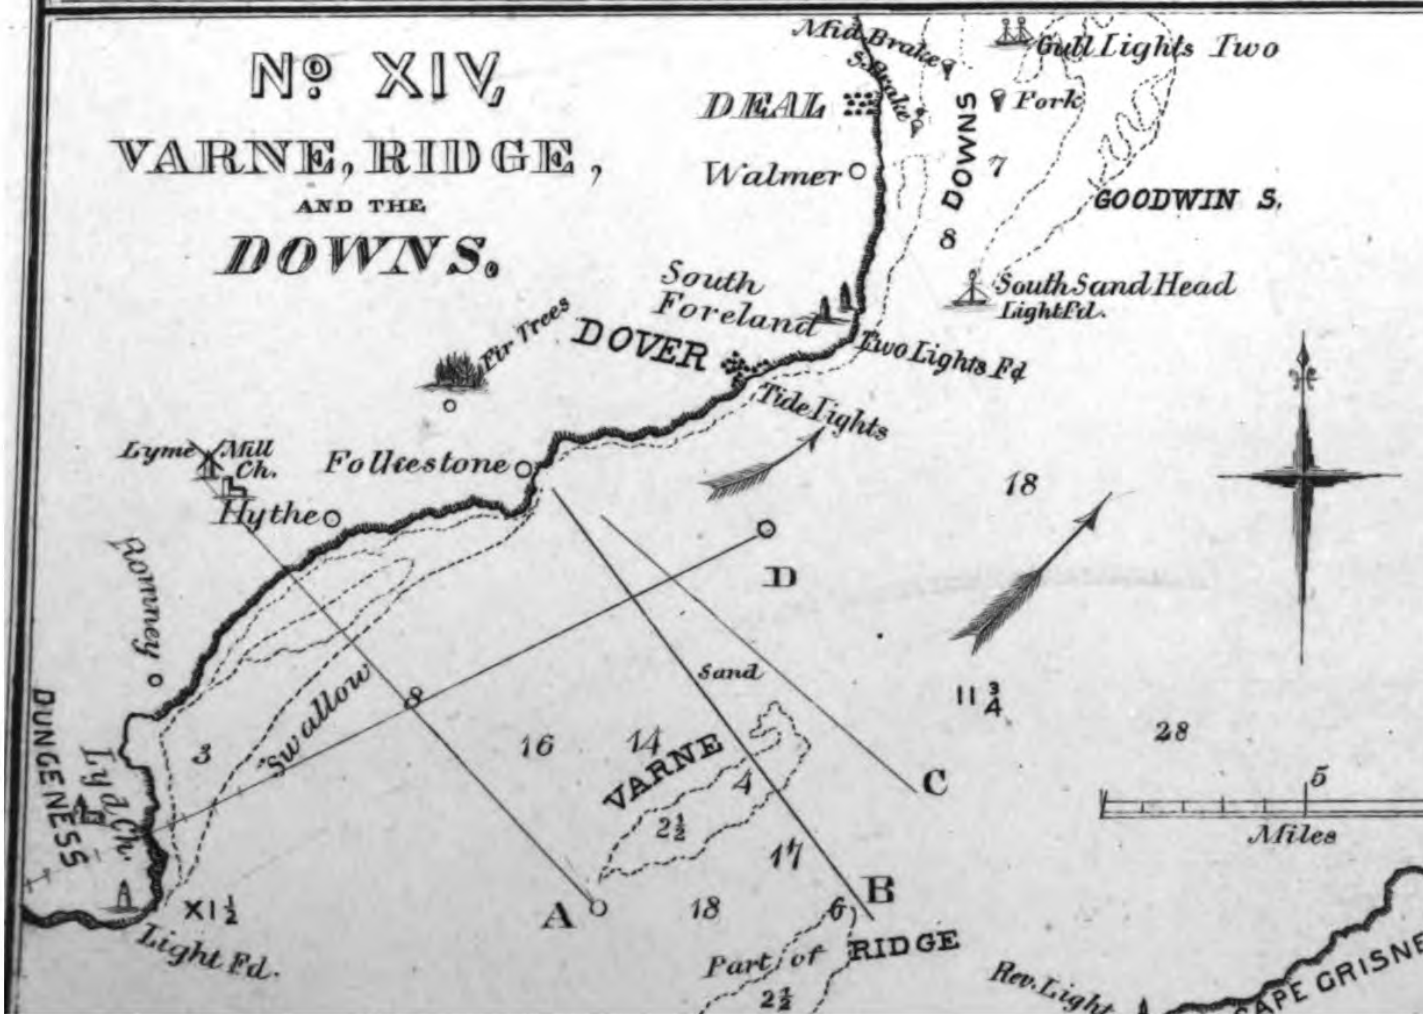 No. XIV,
VARNE, RIDGE,
AND THE
DOWNS.
Mid Brake
S. Brake
Gull Lights Two
DEAL
Fork
DOWNS
7
Walmer
GOODWIN S.
8
South
Foreland
South Sand Head
Light Fd.
Fir Trees
DOVER
Two Lights Fd
Tide Lights
Lyme Mill
Ch.
Folkestone
18
Hythe
Romney
D
Sand
8
Swallow
11 3/4
28
DUNGENESS
Lyd Ch.
3
16
14
VARNE
4
C
5
Miles
2 1/2
17
B
A
18
6
XI 1/2
Light Fd.
Part of RIDGE
2 1/2
Rev. Light
CAPE GRISNE